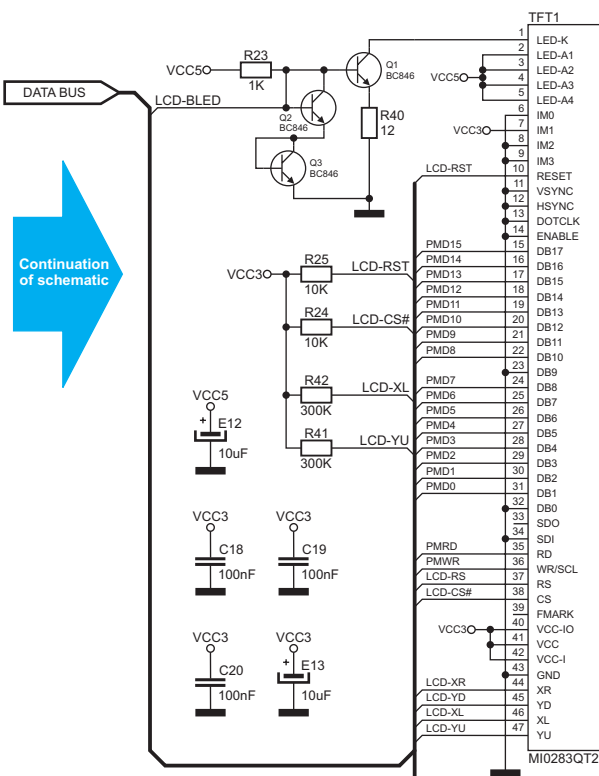 TFT1
DATA BUS
VCC5
R23
1K
LCD-BLED
Q1
BC846
Q2
BC846
Q3
BC846
R40
12
VCC5
VCC3
LCD-RST
1 LED-K
2 LED-A1
3 LED-A2
4 LED-A3
5 LED-A4
6 IM0
7 IM1
8 IM2
9 IM3
10 RESET
11 VSYNC
12 HSYNC
13 DOTCLK
14 ENABLE
PMD15 15 DB17
PMD14 16 DB16
PMD13 17 DB15
PMD12 18 DB14
PMD11 19 DB13
PMD10 20 DB12
PMD9 21 DB11
PMD8 22 DB10
23 DB9
PMD7 24 DB8
PMD6 25 DB7
PMD5 26 DB6
PMD4 27 DB5
PMD3 28 DB4
PMD2 29 DB3
PMD1 30 DB2
PMD0 31 DB1
32 DB0
33 SDO
34 SDI
PMRD 35 RD
PMWR 36 WR/SCL
LCD-RS 37 RS
LCD-CS# 38 CS
39 FMARK
VCC3 40 VCC-IO
41 VCC
42 VCC-I
43 GND
LCD-XR 44 XR
LCD-YD 45 YD
LCD-XL 46 XL
LCD-YU 47 YU
MI0283QT2
Continuation
of schematic
VCC3
R25
10K
LCD-RST
R24
10K
LCD-CS#
R42
300K
LCD-XL
R41
300K
LCD-YU
VCC5
+
E12
10uF
VCC3
C18
100nF
VCC3
C19
100nF
VCC3
C20
100nF
VCC3
+
E13
10uF